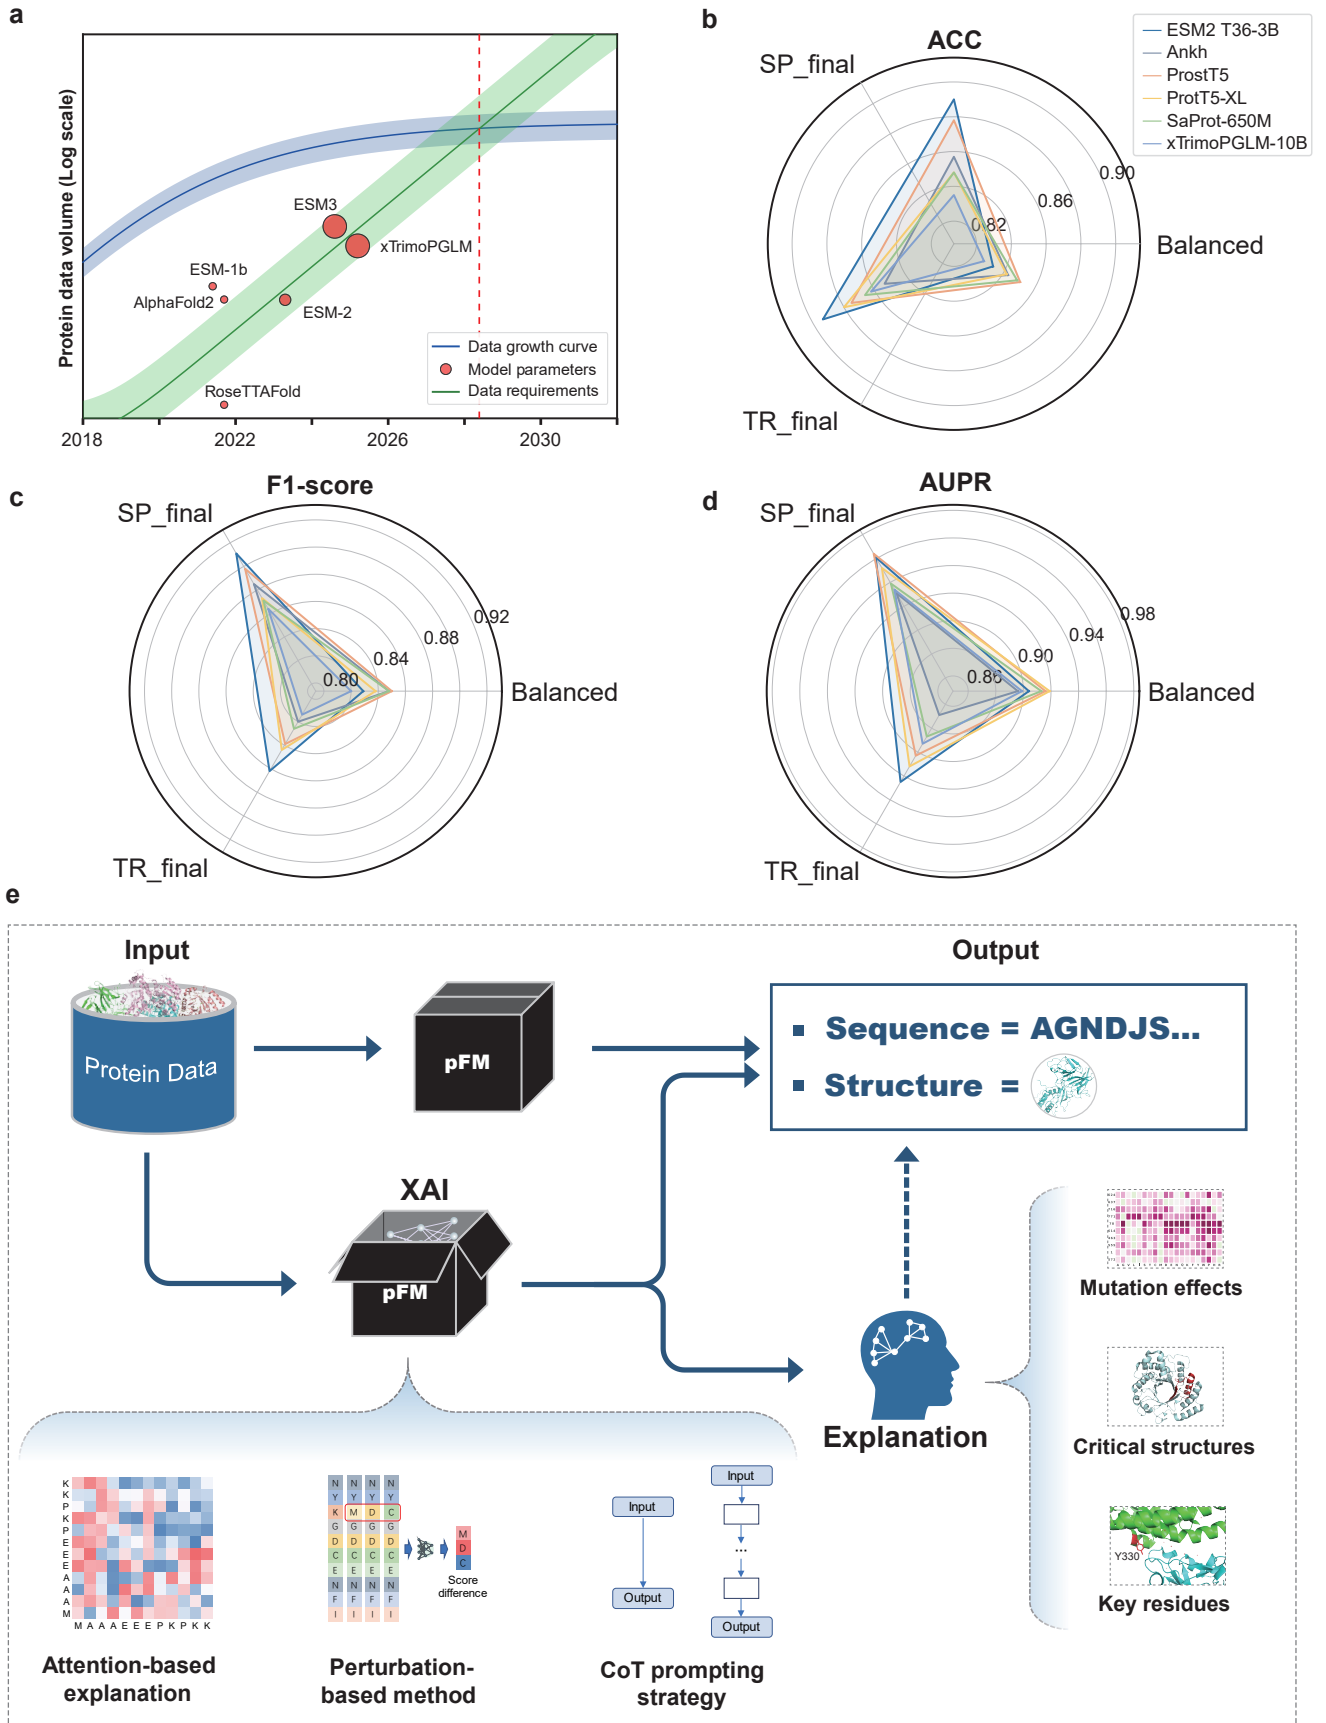 a
Protein data volume (Log scale)
ESM3
xTrimoPGLM
ESM-1b
AlphaFold2
ESM-2
RoseTTAFold
Data growth curve
Model parameters
Data requirements
2018
2022
2026
2030
b
ACC
SP_final
TR_final
Balanced
0.82
0.86
0.90
ESM2 T36-3B
Ankh
ProstT5
ProtT5-XL
SaProt-650M
xTrimoPGLM-10B
c
F1-score
SP_final
TR_final
Balanced
0.80
0.84
0.88
0.92
d
AUPR
SP_final
TR_final
Balanced
0.86
0.90
0.94
0.98
e
Input
Output
Protein Data
pFM
▪ Sequence = AGNDJS...
▪ Structure =
XAI
pFM
Explanation
Mutation effects
Critical structures
Y330
Key residues
K
K
P
K
P
E
E
E
A
A
A
M
M A A A E E E P K P K K
Attention-based
explanation
N N N N
Y Y Y Y
K M D C
G G G G
D D D D
C C C C
E E E E
N N N N
F F F F
I I I I
M
D
C
Score
difference
Perturbation-
based method
Input
Output
Input
...
Output
CoT prompting
strategy